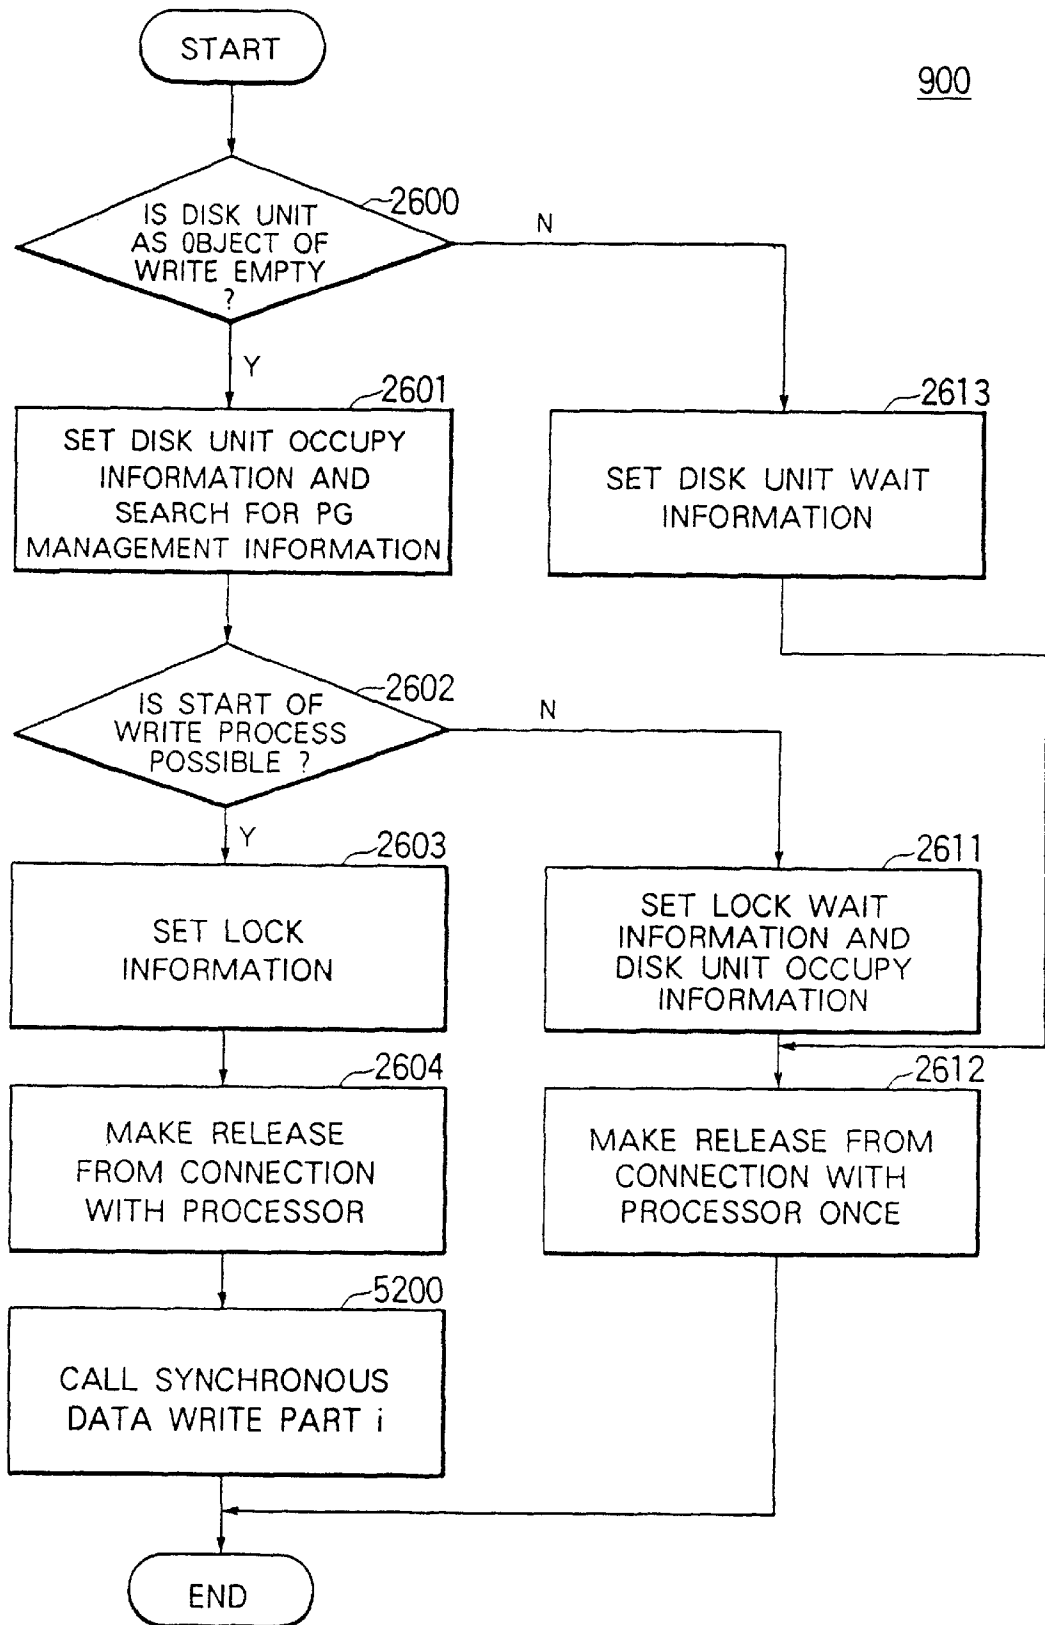 START
900
2600
IS DISK UNIT
AS OBJECT OF
WRITE EMPTY
?
N
Y
2601
SET DISK UNIT OCCUPY
INFORMATION AND
SEARCH FOR PG
MANAGEMENT INFORMATION
2613
SET DISK UNIT WAIT
INFORMATION
2602
IS START OF
WRITE PROCESS
POSSIBLE ?
N
Y
2603
SET LOCK
INFORMATION
2611
SET LOCK WAIT
INFORMATION AND
DISK UNIT OCCUPY
INFORMATION
2604
MAKE RELEASE
FROM CONNECTION
WITH PROCESSOR
2612
MAKE RELEASE FROM
CONNECTION WITH
PROCESSOR ONCE
5200
CALL SYNCHRONOUS
DATA WRITE PART i
END